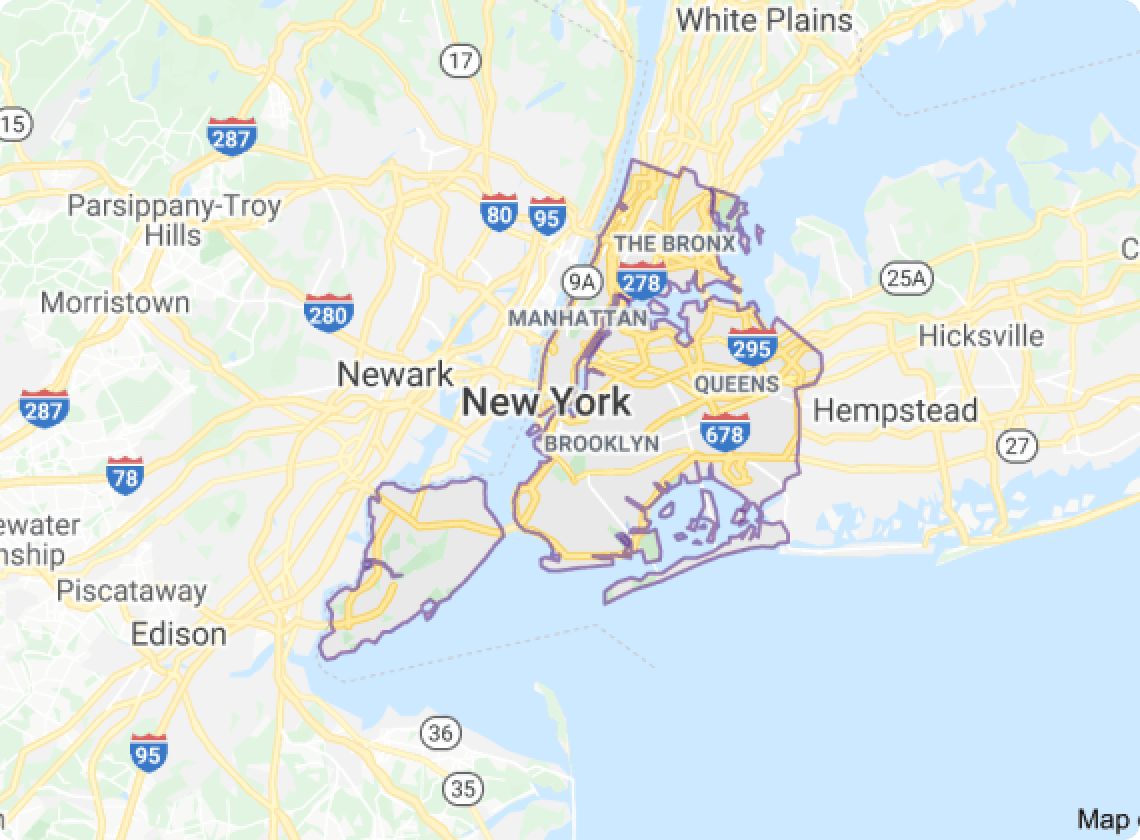 White Plains
17
15
287
Parsippany-Troy
Hills
80
95
THE BRONX
9A
278
25A
Morristown
280
MANHATTAN
295
Hicksville
Newark
QUEENS
287
New York
Hempstead
BROOKLYN
678
27
78
ewater
nship
Piscataway
Edison
36
95
35
Map